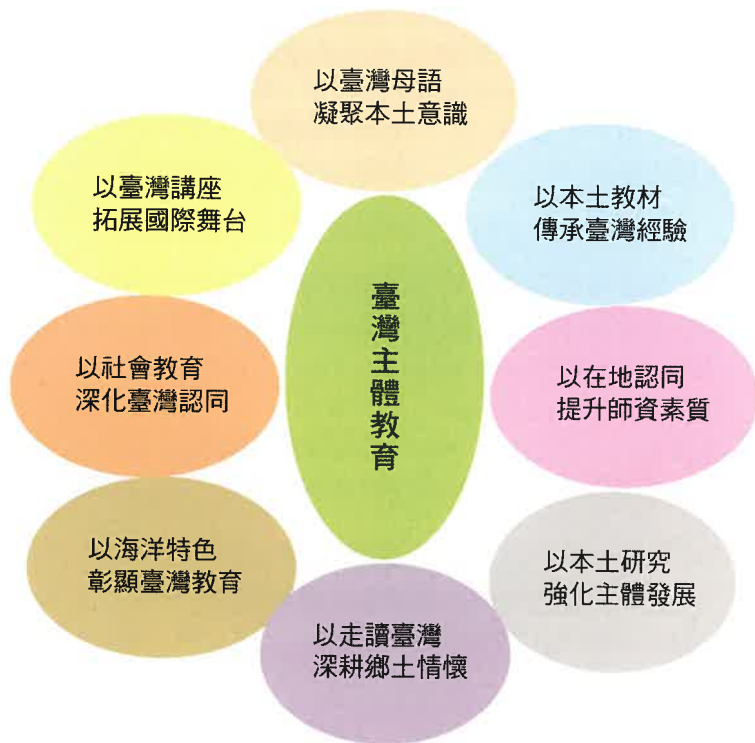 以臺灣母語
凝聚本土意識
以臺灣講座
拓展國際舞台
以本土教材
傳承臺灣經驗
臺灣主體教育
以社會教育
深化臺灣認同
以在地認同
提升師資素質
以海洋特色
彰顯臺灣教育
以本土研究
強化主體發展
以走讀臺灣
深耕鄉土情懷